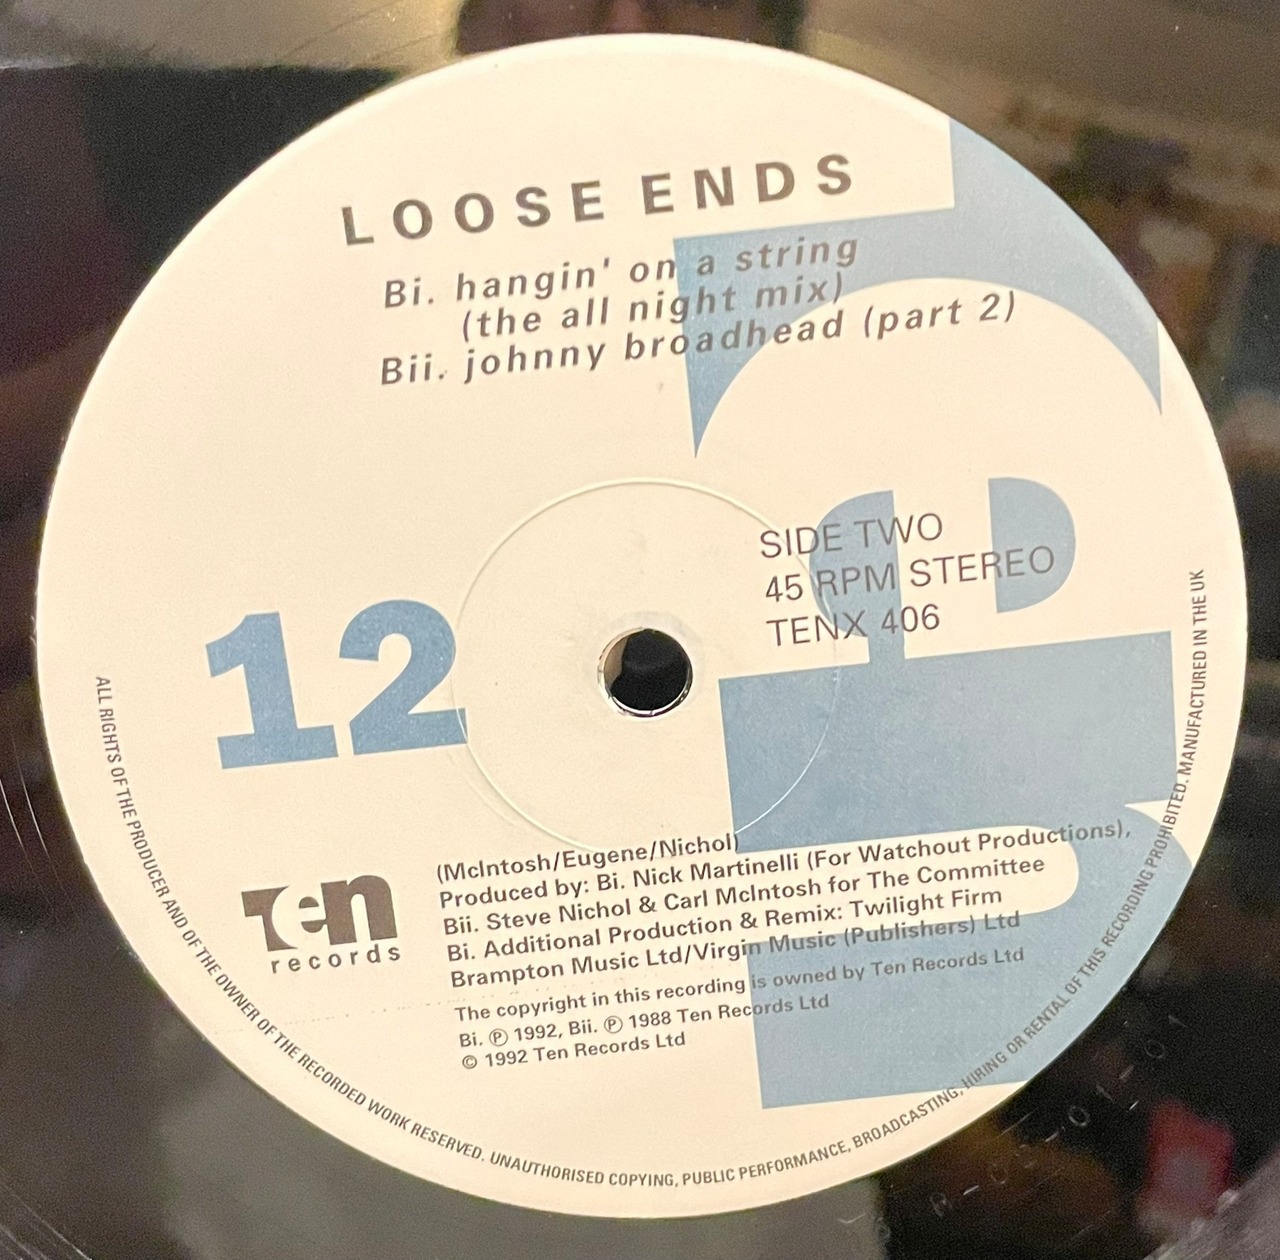 LOOSE ENDS
Bi. hangin' on a string
(the all night mix)
Bii. johnny broadhead (part 2)
SIDE TWO
45 RPM STEREO
TENX 406
12
Ten
records
(McIntosh/Eugene/Nichol)
Produced by: Bi. Nick Martinelli (For Watchout Productions),
Bii. Steve Nichol & Carl McIntosh for The Committee
Bi. Additional Production & Remix: Twilight Firm
Brampton Music Ltd/Virgin Music (Publishers) Ltd
The copyright in this recording is owned by Ten Records Ltd
Bi. ℗ 1992, Bii. ℗ 1988 Ten Records Ltd
© 1992 Ten Records Ltd
ALL RIGHTS OF THE PRODUCER AND OF THE OWNER OF THE RECORDED WORK RESERVED. UNAUTHORISED COPYING, PUBLIC PERFORMANCE, BROADCASTING, HIRING OR RENTAL OF THIS RECORDING PROHIBITED. MANUFACTURED IN THE UK